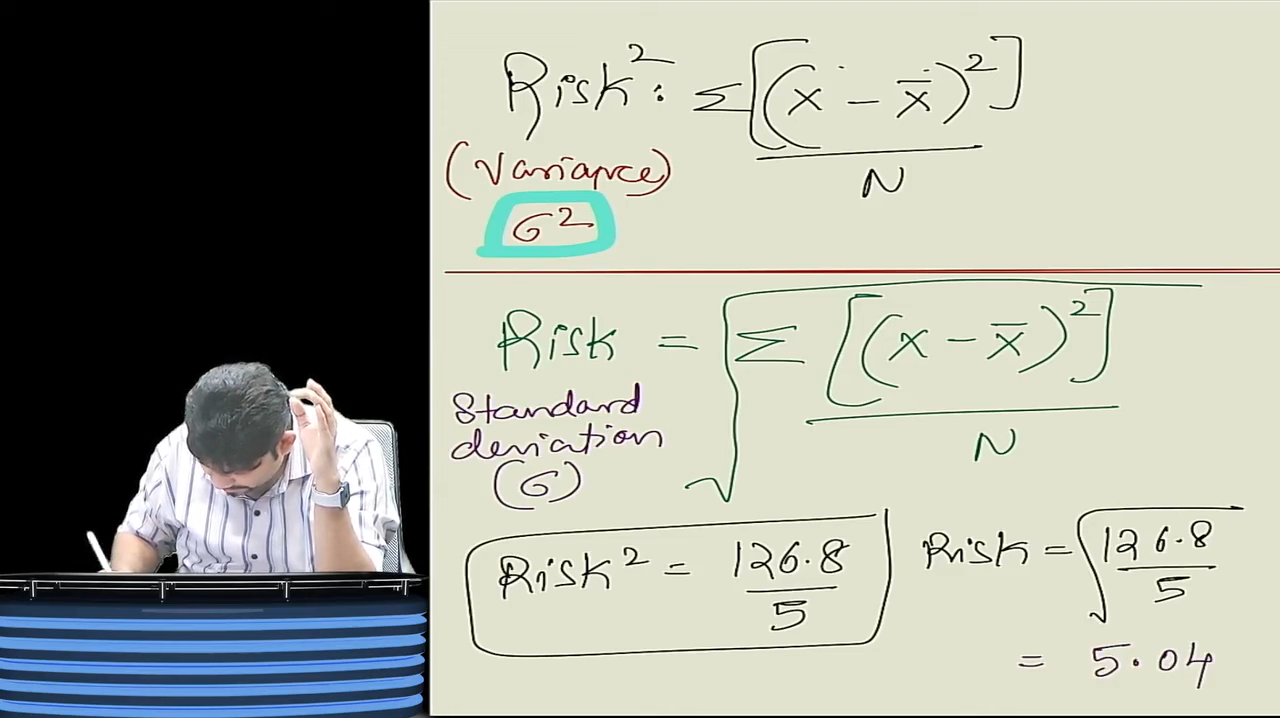 Risk²: Σ[(x - x̄)²]
N
(Variance)
σ²
Risk = √Σ[(x - x̄)²]
N
Standard
deviation
(σ)
Risk² = 126.8
5
Risk = √126.8
5
= 5.04